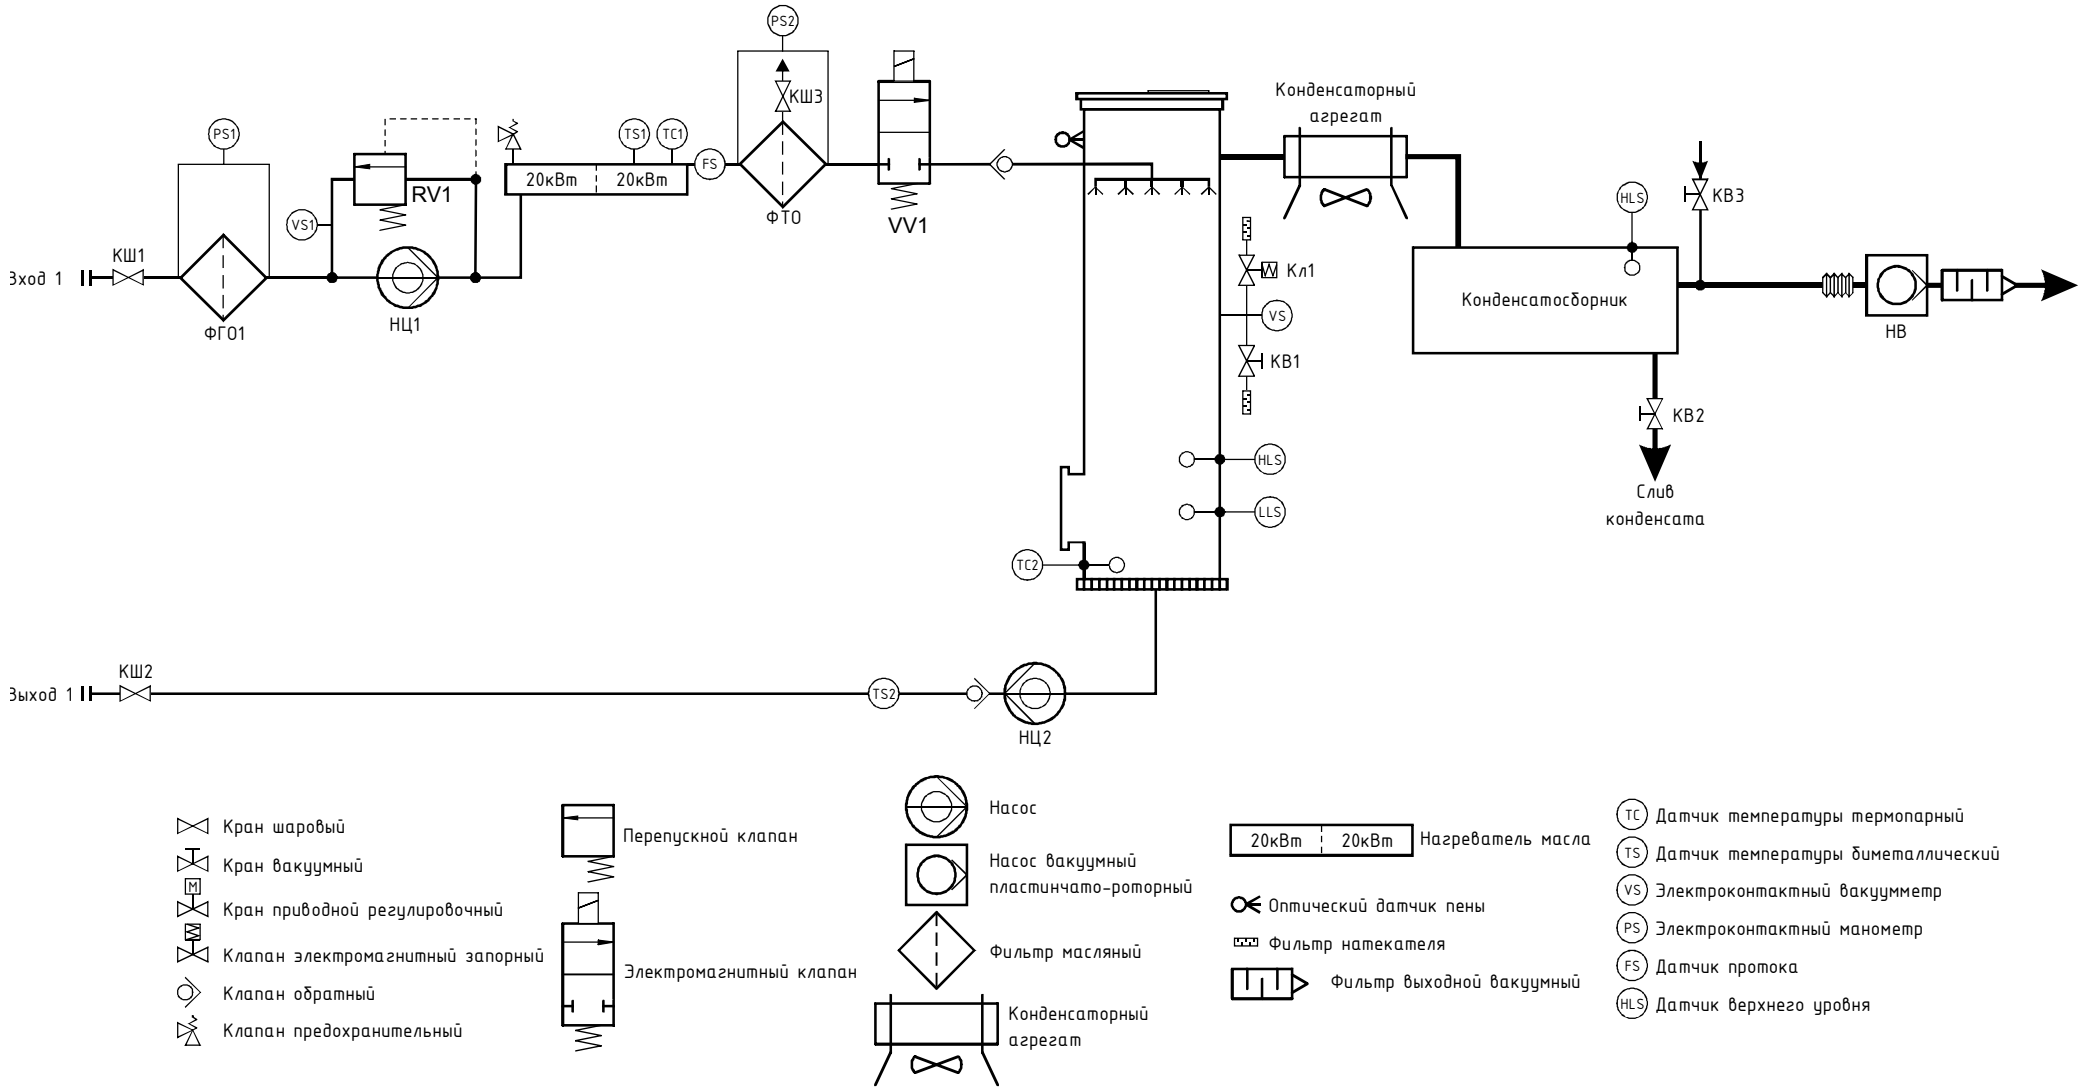 PS2
КШ3
PS1
RV1
VS1
TS1
TC1
20кВт
20кВт
FS
ФТО
VV1
Конденсаторный
агрегат
HLS
КВ3
КШ1
Вход 1
ФГО1
НЦ1
Кл1
VS
КВ1
Конденсатосборник
НВ
КВ2
HLS
LLS
Слив
конденсата
TC2
КШ2
Выход 1
TS2
НЦ2
Кран шаровый
Кран вакуумный
M
Кран приводной регулировочный
Клапан электромагнитный запорный
Клапан обратный
Клапан предохранительный
Перепускной клапан
Электромагнитный клапан
Насос
Насос вакуумный
пластинчато-роторный
Фильтр масляный
Конденсаторный
агрегат
20кВт
20кВт
Нагреватель масла
Оптический датчик пены
Фильтр натекателя
Фильтр выходной вакуумный
TC Датчик температуры термопарный
TS Датчик температуры биметаллический
VS Электроконтактный вакуумметр
PS Электроконтактный манометр
FS Датчик протока
HLS Датчик верхнего уровня